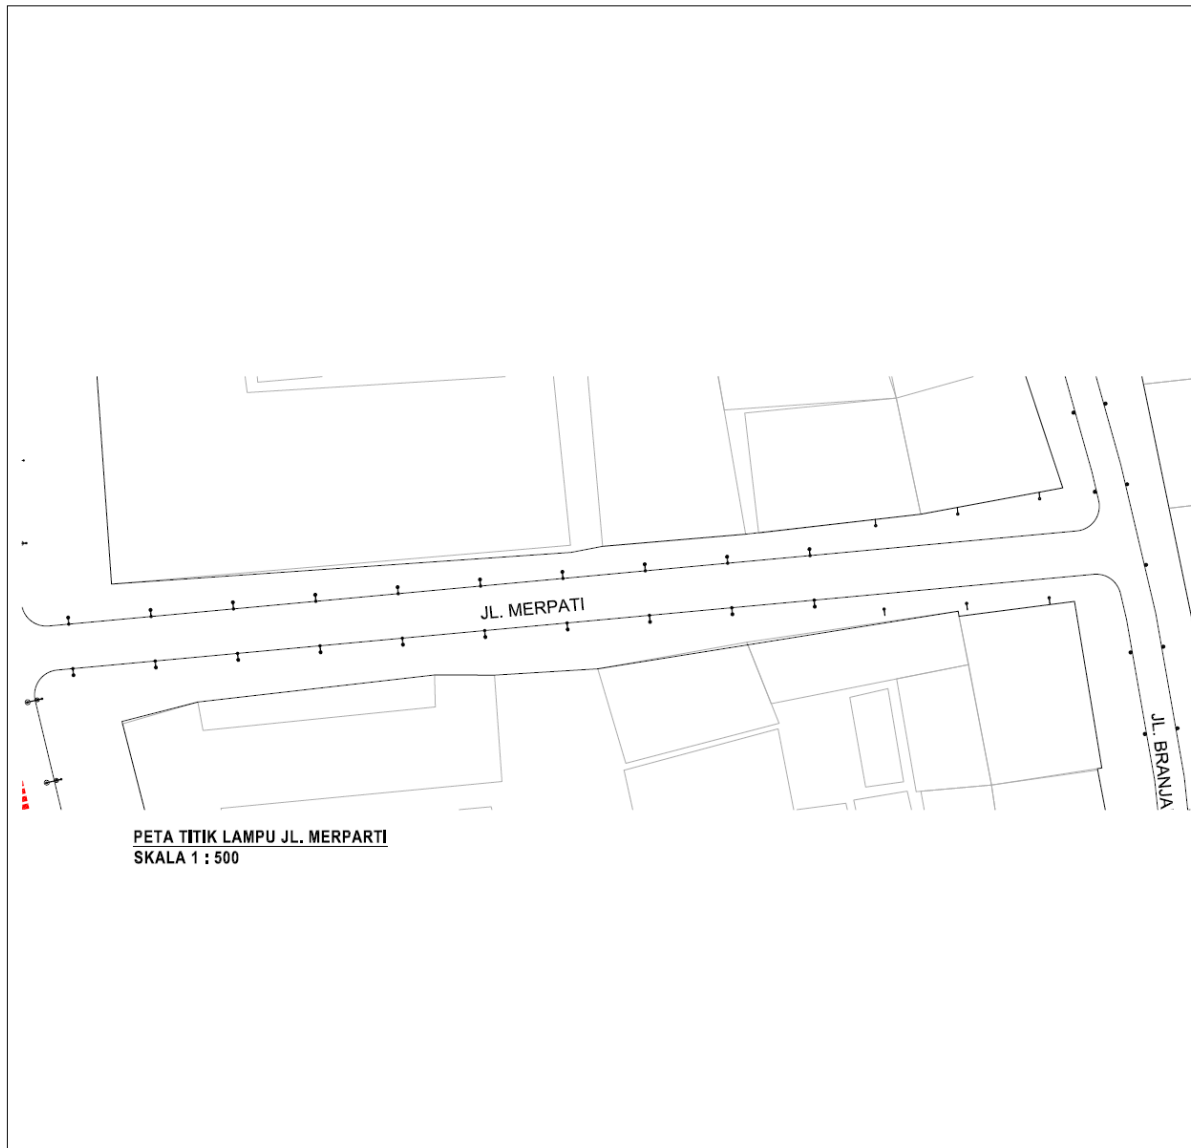 JL. MERPATI
JL. BRANJA
PETA TITIK LAMPU JL. MERPARTI
SKALA 1 : 500